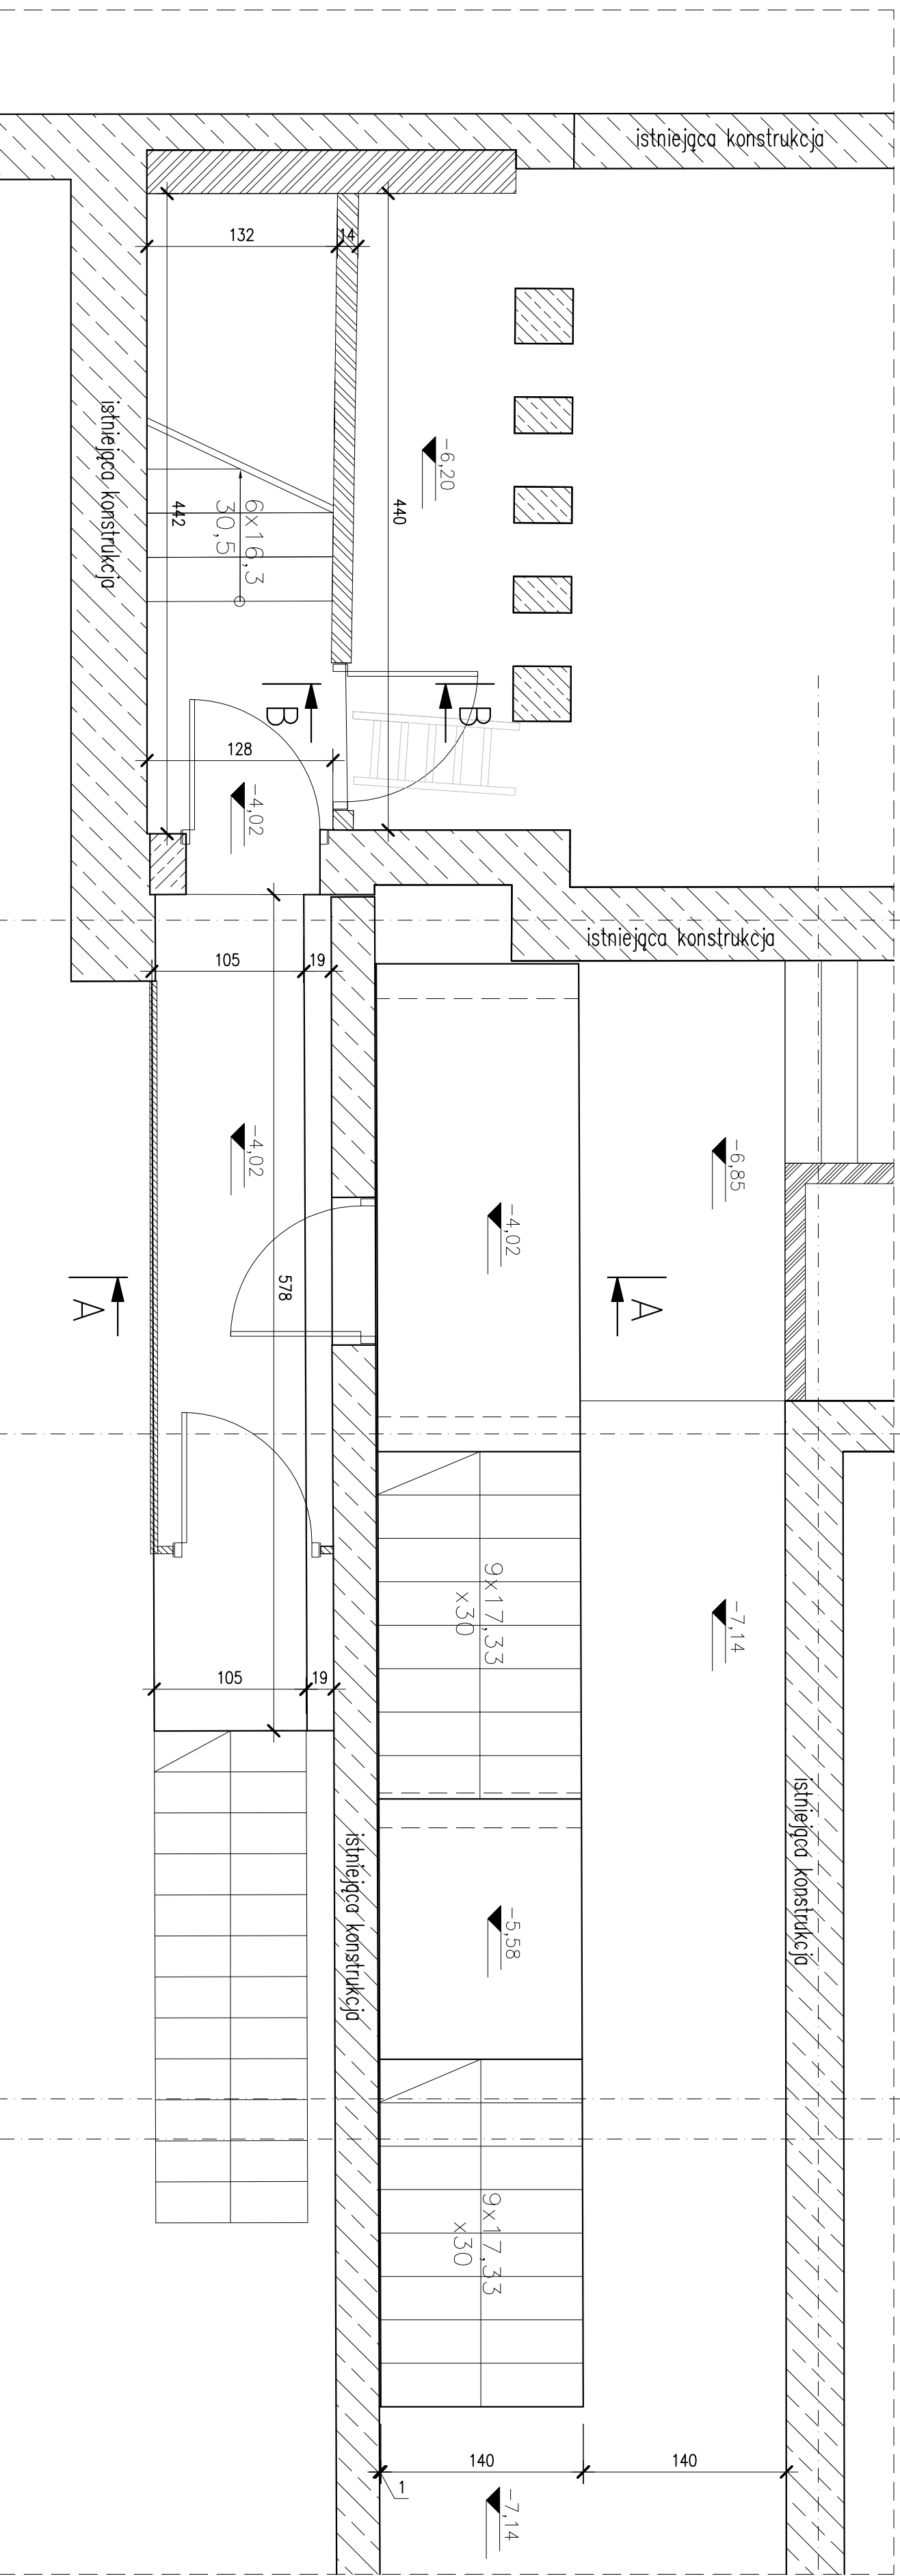 istniejąca konstrukcja
132
14
-6,20
440
istniejąca konstrukcja
442
6x16,3
30,5
B
B
128
-4,02
istniejąca konstrukcja
105
19
-4,02
-6,85
-4,02
578
A
A
9x17,33
x30
-7,14
105
19
istniejąca konstrukcja
istniejąca konstrukcja
-5,58
9x17,33
x30
140
140
1
-7,14